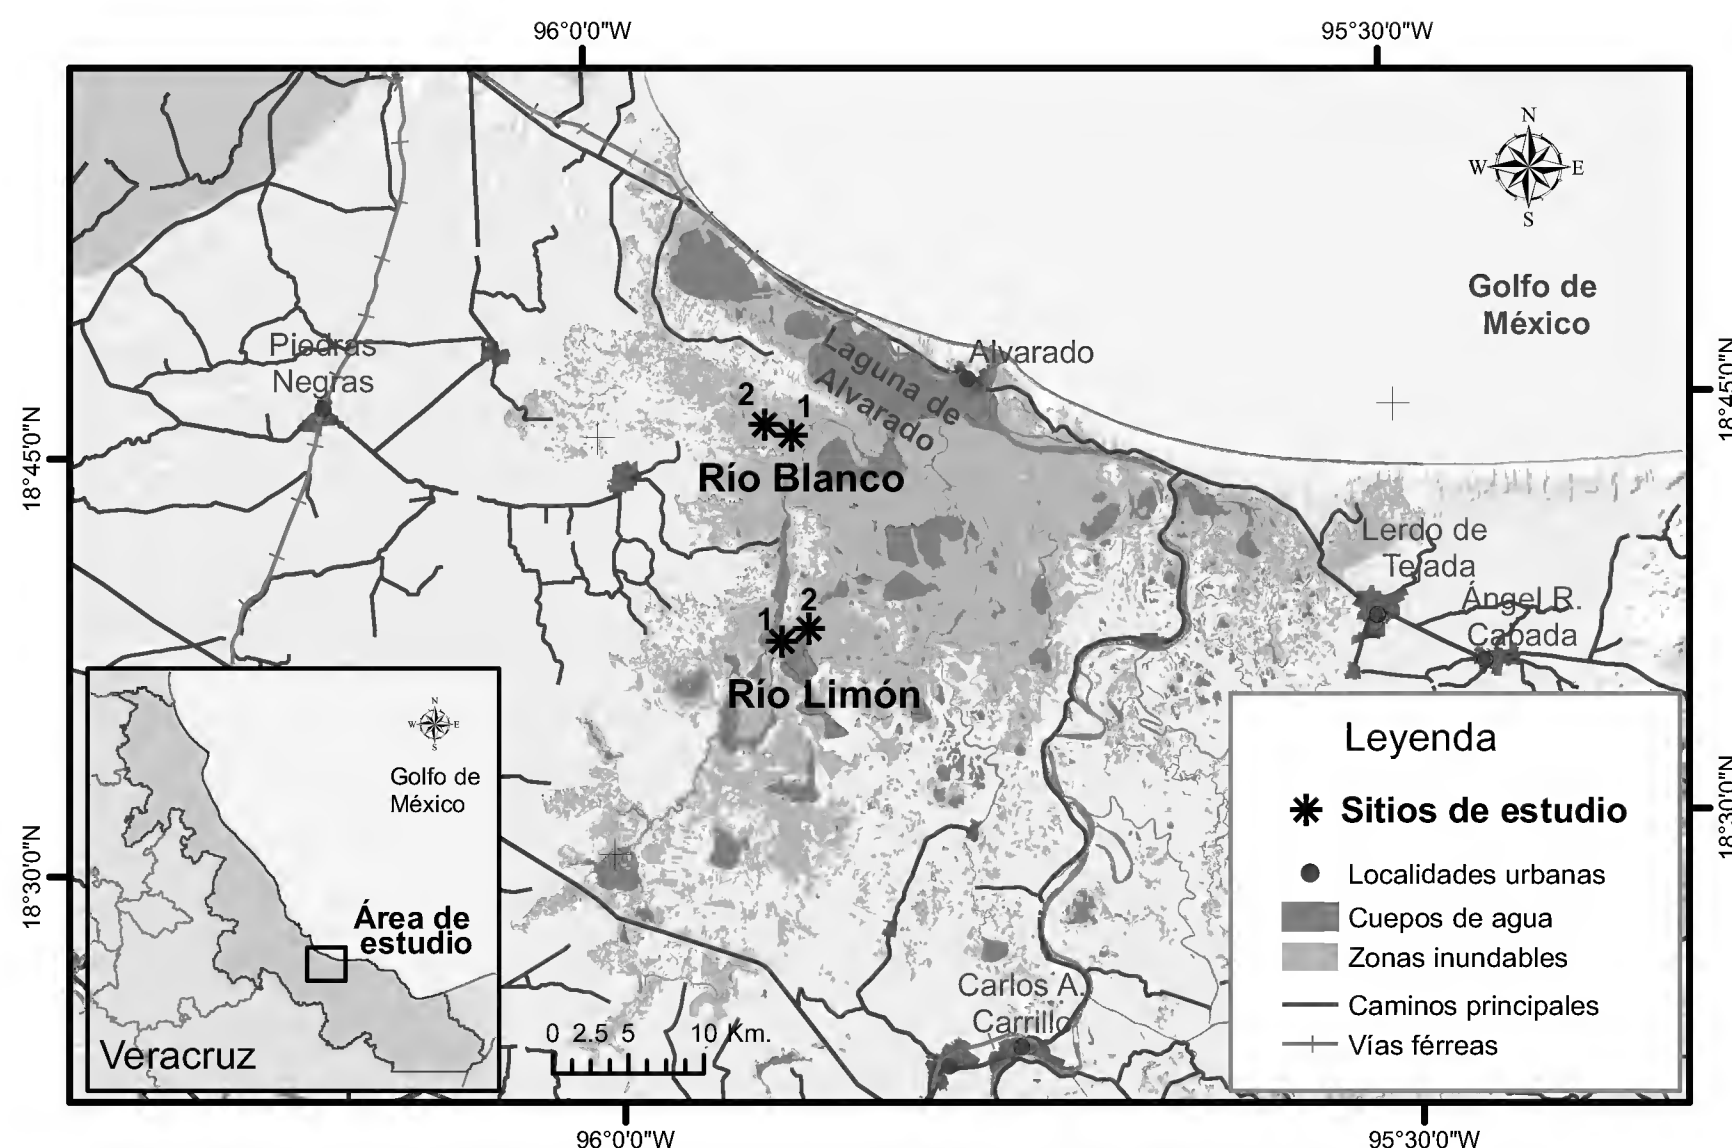 96°0'0"W
95°30'0"W
N
W
E
S
Golfo de
México
Piedras
Negras
Alvarado
Laguna de
Alvarado
2
1
Río Blanco
18°45'0"N
18°45'0"N
Lerdo de
Tejada
Ángel R.
Cabada
1
2
Río Limón
N
W
E
S
Golfo de
México
Área de
estudio
Veracruz
18°30'0"N
18°30'0"N
Carlos A.
Carrillo
0 2.5 5 10 Km.
Leyenda
Sitios de estudio
Localidades urbanas
Cuepos de agua
Zonas inundables
Caminos principales
Vías férreas
96°0'0"W
95°30'0"W